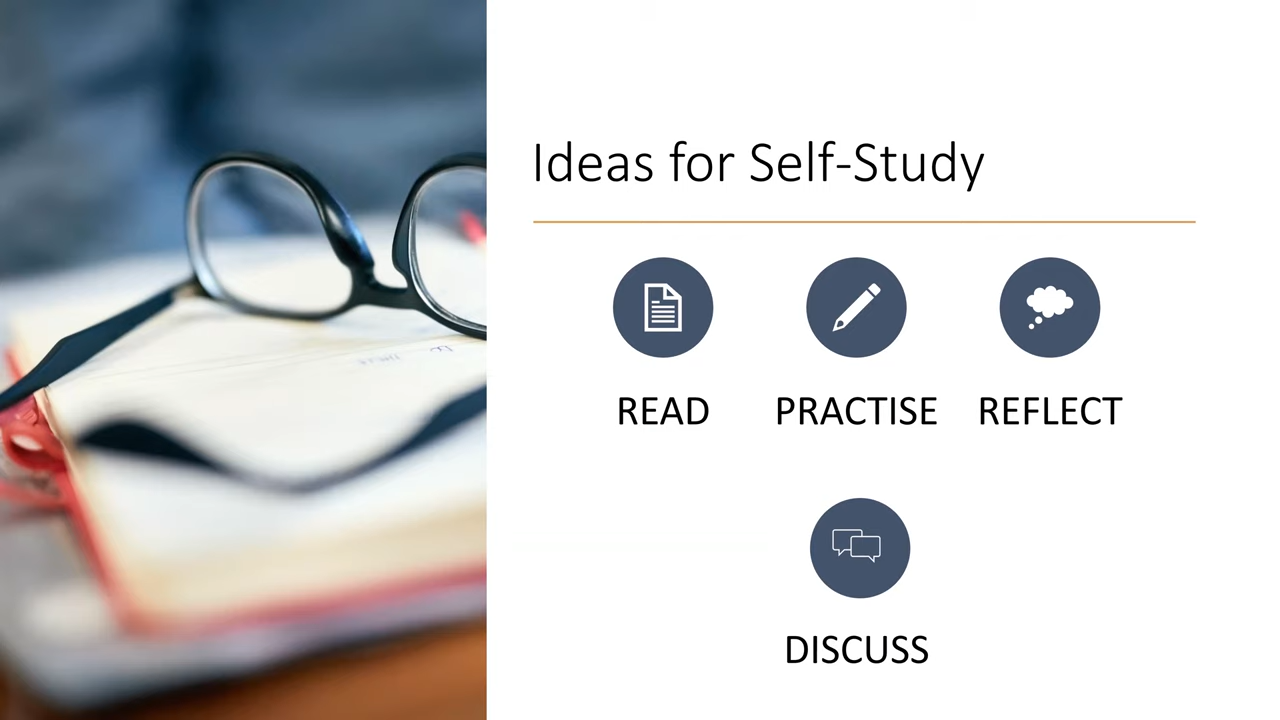 Ideas for Self-Study
READ
PRACTISE
REFLECT
DISCUSS